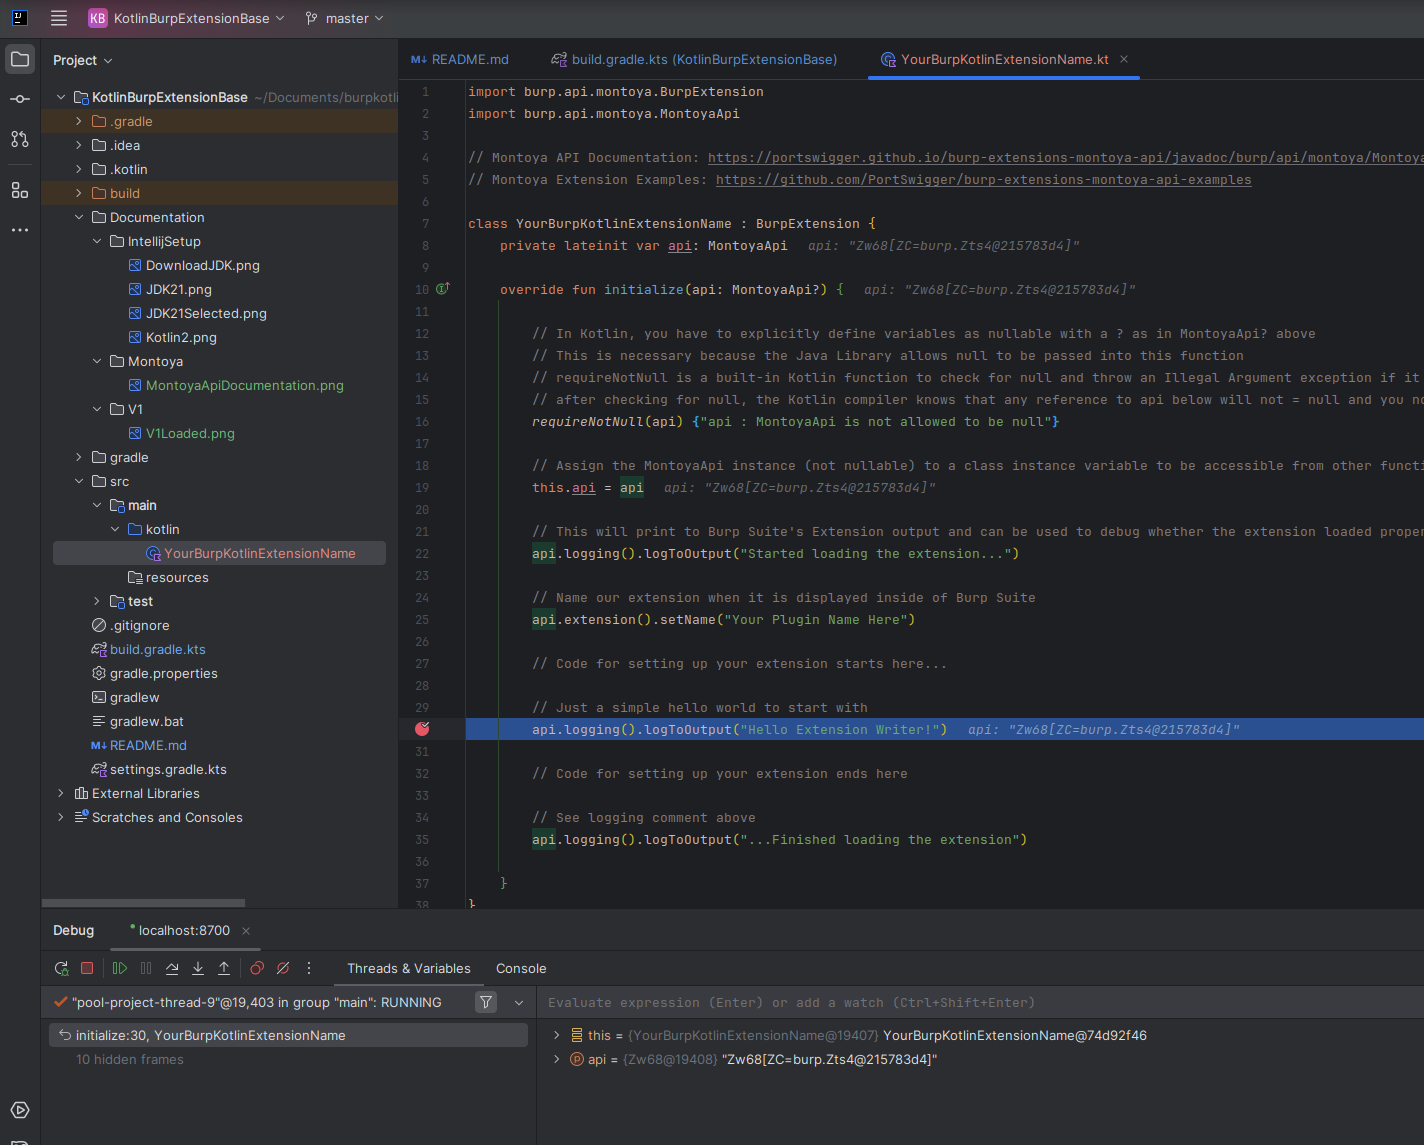 KB KotlinBurpExtensionBase master
Project
KotlinBurpExtensionBase ~/Documents/burpkotli
.gradle
.idea
.kotlin
build
Documentation
IntellijSetup
DownloadJDK.png
JDK21.png
JDK21Selected.png
Kotlin2.png
Montoya
MontoyaApiDocumentation.png
V1
V1Loaded.png
gradle
src
main
kotlin
YourBurpKotlinExtensionName
resources
test
.gitignore
build.gradle.kts
gradle.properties
gradlew
gradlew.bat
M↓ README.md
settings.gradle.kts
External Libraries
Scratches and Consoles
M↓ README.md build.gradle.kts (KotlinBurpExtensionBase) YourBurpKotlinExtensionName.kt
1 import burp.api.montoya.BurpExtension
2 import burp.api.montoya.MontoyaApi
3
4 // Montoya API Documentation: https://portswigger.github.io/burp-extensions-montoya-api/javadoc/burp/api/montoya/Montoya
5 // Montoya Extension Examples: https://github.com/PortSwigger/burp-extensions-montoya-api-examples
6
7 class YourBurpKotlinExtensionName : BurpExtension {
8 private lateinit var api: MontoyaApi api: "Zw68[ZC=burp.Zts4@215783d4]"
9
10 override fun initialize(api: MontoyaApi?) { api: "Zw68[ZC=burp.Zts4@215783d4]"
11
12 // In Kotlin, you have to explicitly define variables as nullable with a ? as in MontoyaApi? above
13 // This is necessary because the Java Library allows null to be passed into this function
14 // requireNotNull is a built-in Kotlin function to check for null and throw an Illegal Argument exception if it
15 // after checking for null, the Kotlin compiler knows that any reference to api below will not = null and you no
16 requireNotNull(api) {"api : MontoyaApi is not allowed to be null"}
17
18 // Assign the MontoyaApi instance (not nullable) to a class instance variable to be accessible from other functi
19 this.api = api api: "Zw68[ZC=burp.Zts4@215783d4]"
20
21 // This will print to Burp Suite's Extension output and can be used to debug whether the extension loaded proper
22 api.logging().logToOutput("Started loading the extension...")
23
24 // Name our extension when it is displayed inside of Burp Suite
25 api.extension().setName("Your Plugin Name Here")
26
27 // Code for setting up your extension starts here...
28
29 // Just a simple hello world to start with
api.logging().logToOutput("Hello Extension Writer!") api: "Zw68[ZC=burp.Zts4@215783d4]"
31
32 // Code for setting up your extension ends here
33
34 // See logging comment above
35 api.logging().logToOutput("...Finished loading the extension")
36
37 }
38 }
Debug localhost:8700
Threads & Variables Console
"pool-project-thread-9"@19,403 in group "main": RUNNING
initialize:30, YourBurpKotlinExtensionName
10 hidden frames
Evaluate expression (Enter) or add a watch (Ctrl+Shift+Enter)
this = {YourBurpKotlinExtensionName@19407} YourBurpKotlinExtensionName@74d92f46
api = {Zw68@19408} "Zw68[ZC=burp.Zts4@215783d4]"